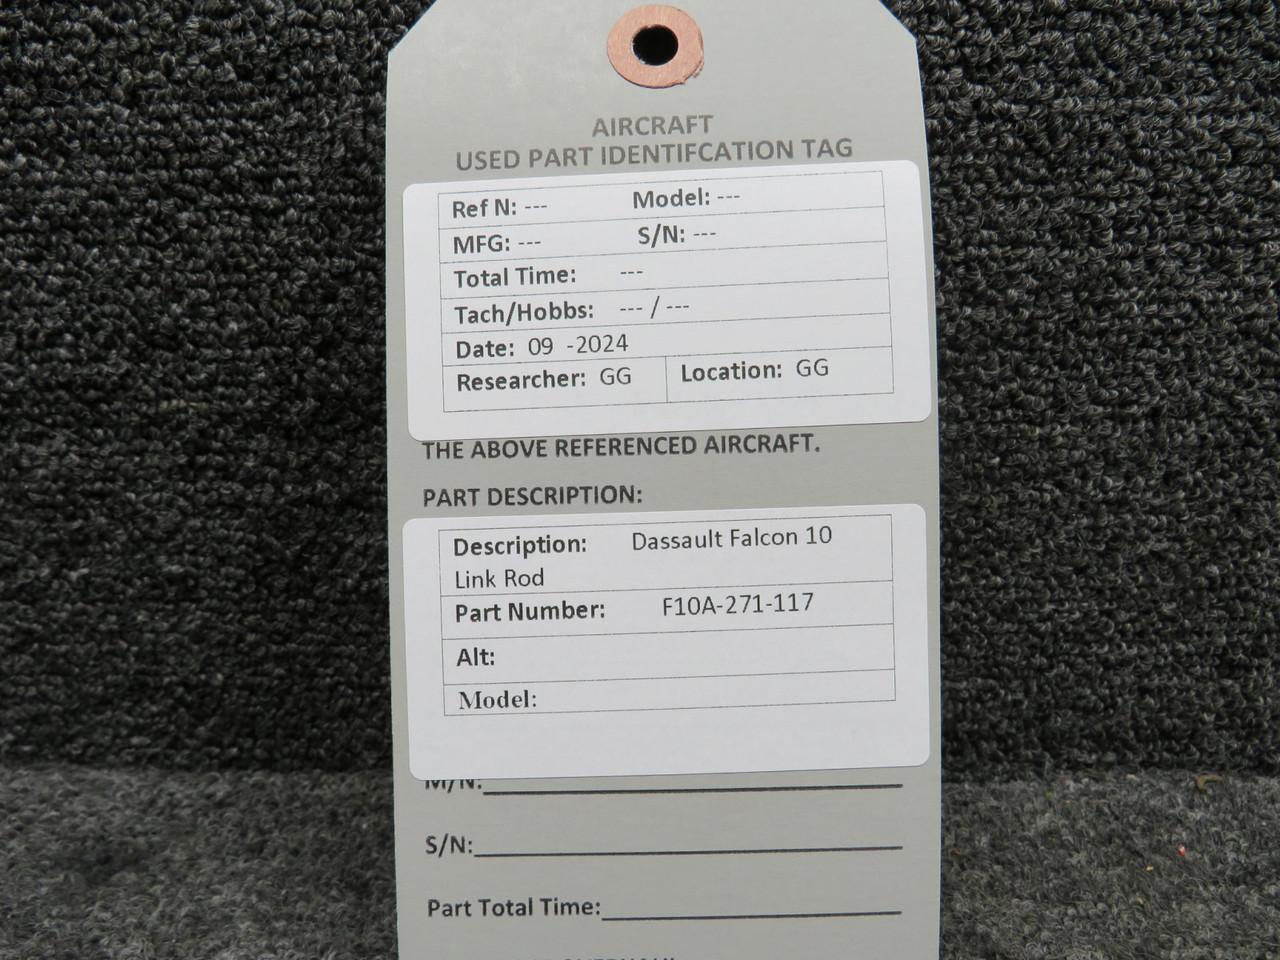 AIRCRAFT
USED PART IDENTIFCATION TAG
Ref N: --- Model: ---
MFG: --- S/N: ---
Total Time: ---
Tach/Hobbs: --- / ---
Date: 09 -2024
Researcher: GG Location: GG
THE ABOVE REFERENCED AIRCRAFT.
PART DESCRIPTION:
Description: Dassault Falcon 10
Link Rod
Part Number: F10A-271-117
Alt:
Model:
M/N:
S/N:
Part Total Time: